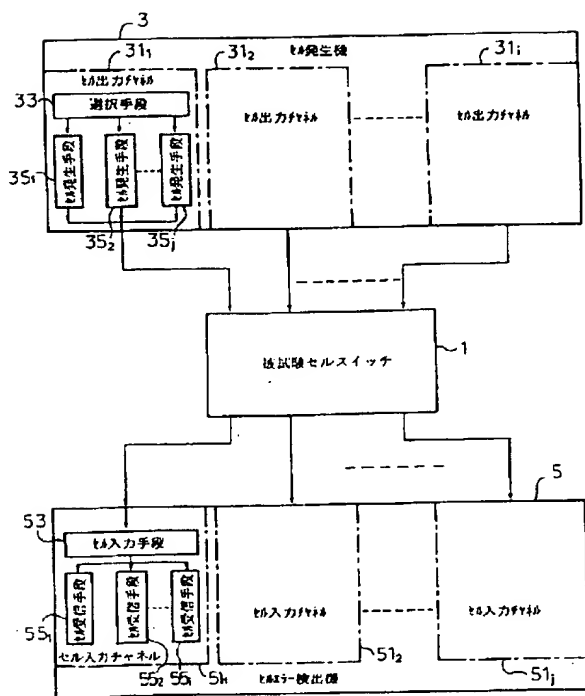 3
セル発生機
31₁
31₂
31i
セル出力チャネル
セル出力チャネル
セル出力チャネル
33
選択手段
セル発生手段
セル発生手段
セル発生手段
35₁
35₂
35j
被試験セルスイッチ
1
5
53
セル入力手段
セル受信手段
セル受信手段
セル受信手段
55₁
55₂
55i
セル入力チャネル
セル入力チャネル
セル入力チャネル
51₁
51₂
51j
セルエラー検出機